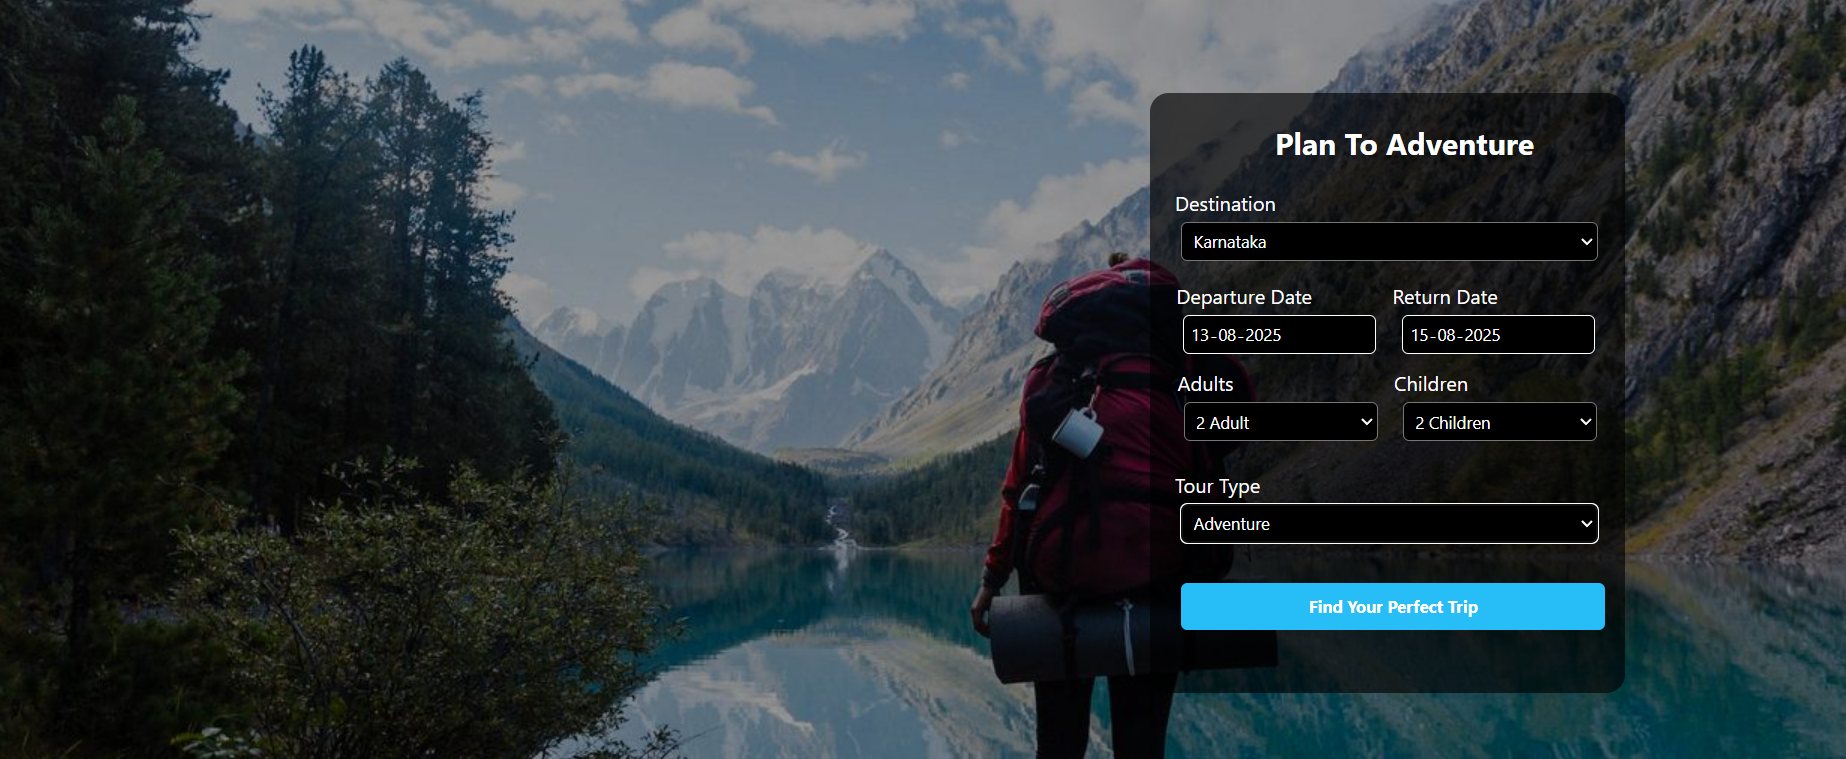 Plan To Adventure
Destination
Karnataka
Departure Date Return Date
13-08-2025 15-08-2025
Adults Children
2 Adult 2 Children
Tour Type
Adventure
Find Your Perfect Trip